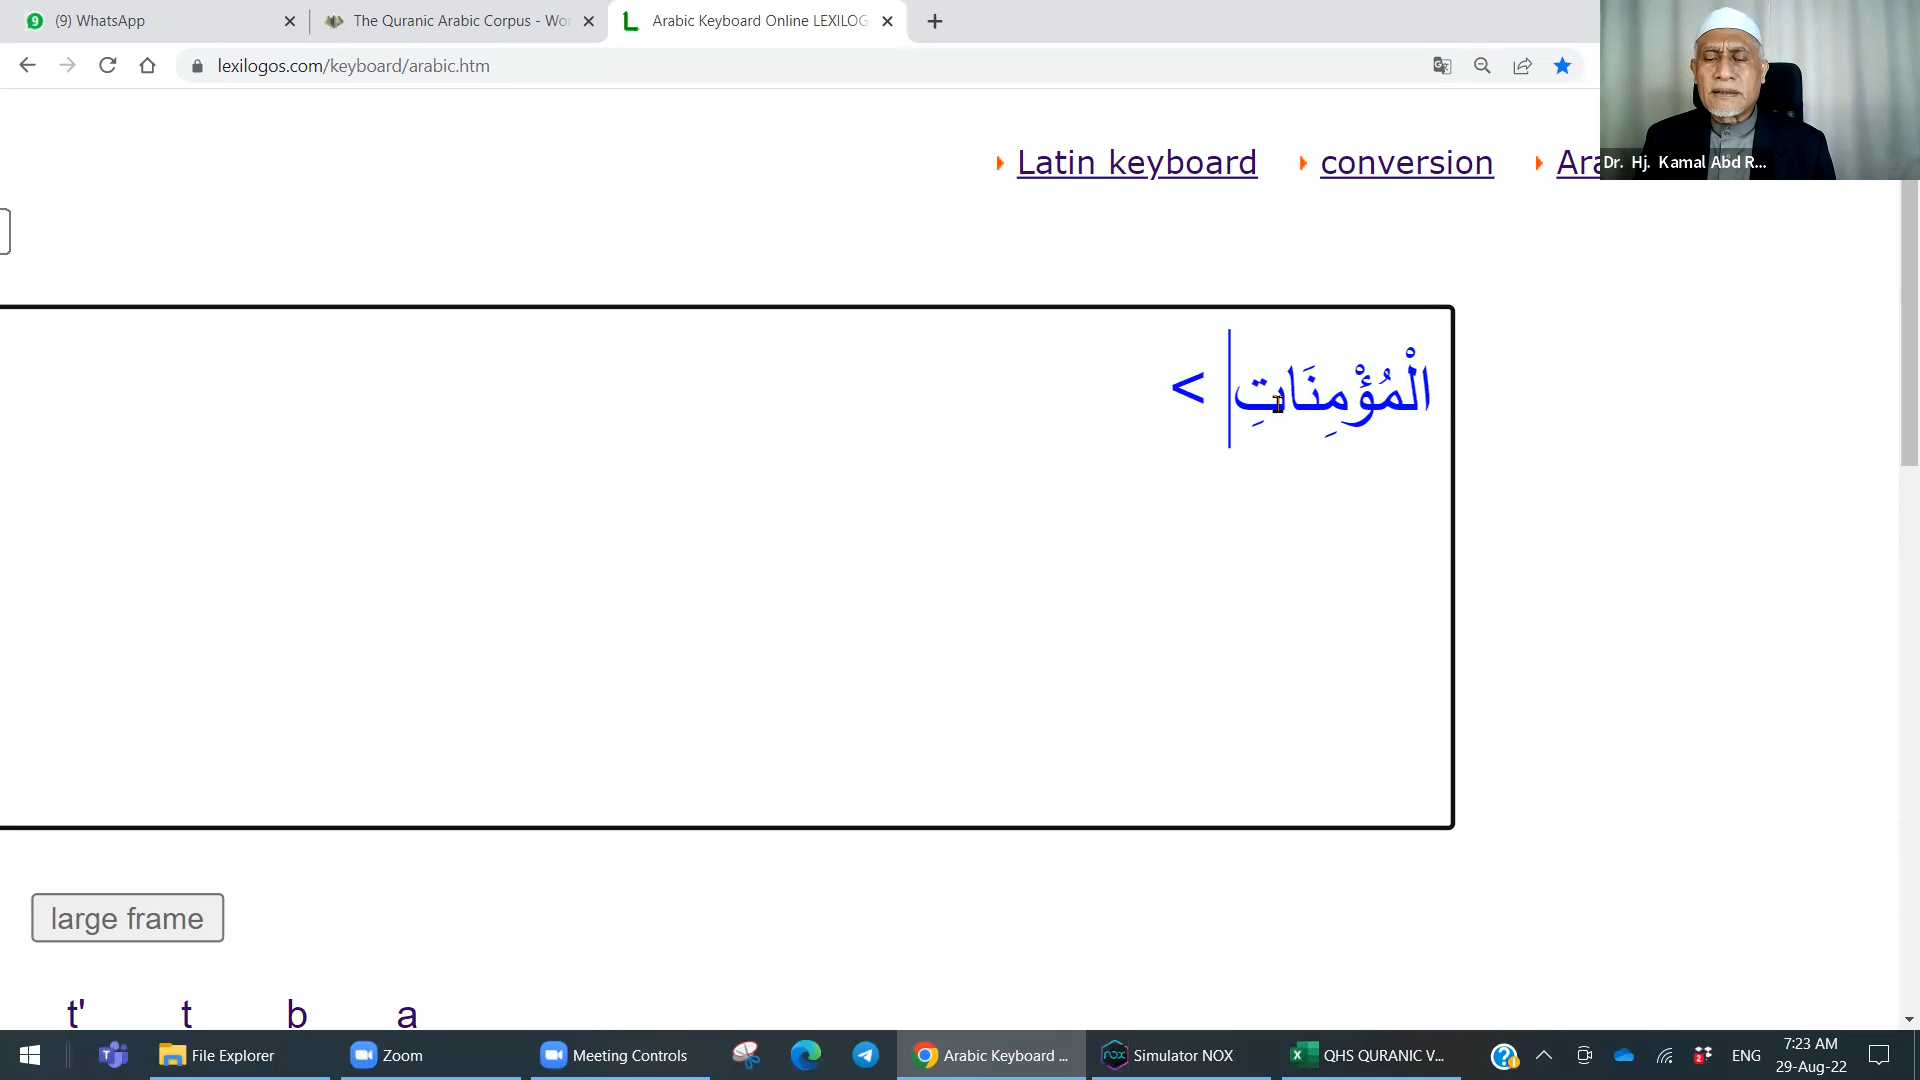 (9) WhatsApp
The Quranic Arabic Corpus - Wor
Arabic Keyboard Online LEXILOG
lexilogos.com/keyboard/arabic.htm
Latin keyboard
conversion
Ara
Dr. Hj. Kamal Abd R...
الْمُؤْمِنَاتِ >
large frame
t' t b a
File Explorer
Zoom
Meeting Controls
Arabic Keyboard ...
Simulator NOX
QHS QURANIC V...
ENG
7:23 AM
29-Aug-22